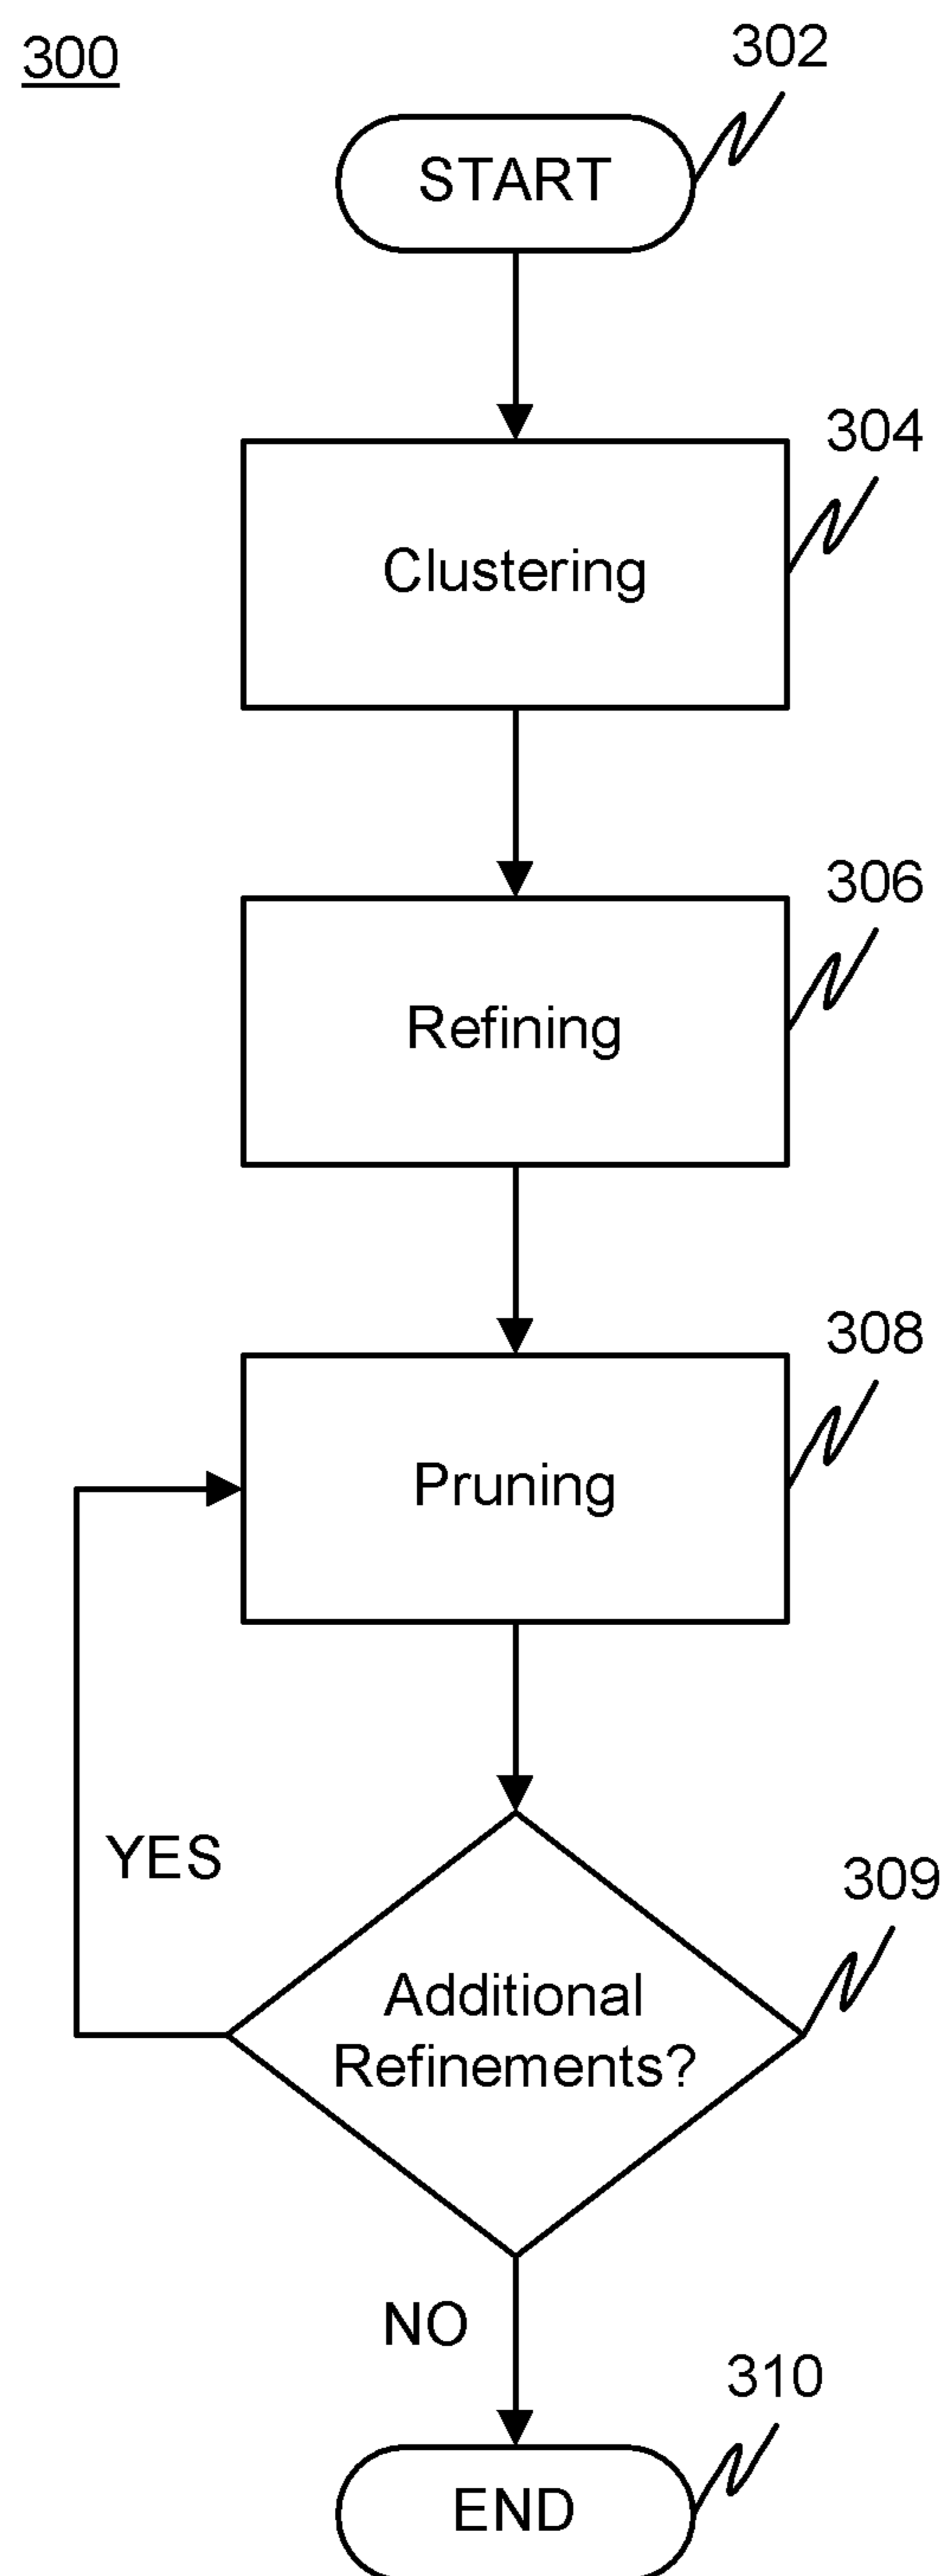 300
302
START
304
Clustering
306
Refining
308
Pruning
YES
309
Additional
Refinements?
NO
310
END